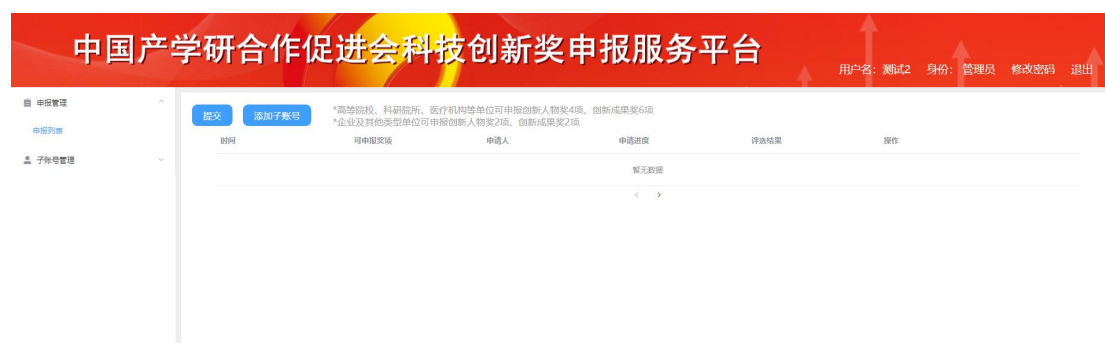 中国产学研合作促进会科技创新奖申报服务平台
用户名：测试2 身份：管理员 修改密码 退出
申报管理
申报列表
子账号管理
提交 添加子账号
*高等院校、科研院所、医疗机构等单位可申报创新人物奖4项、创新成果奖6项
*企业及其他类型单位可申报创新人物奖2项、创新成果奖2项
时间 可申报奖项 申请人 申请进度 评选结果 操作
暂无数据